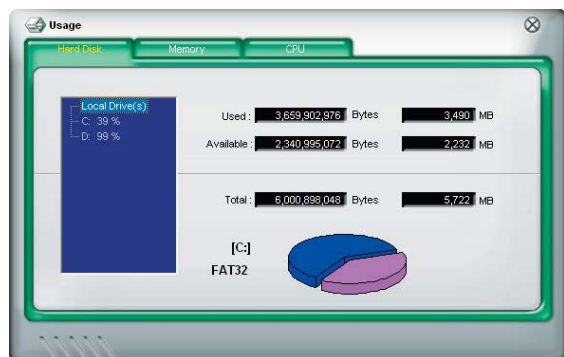 Usage
Hard Disk Memory CPU
Local Drive(s)
C: 39 %
D: 99 %
Used : 3,659,902,976 Bytes 3,490 MB
Available : 2,340,995,072 Bytes 2,232 MB
Total : 6,000,898,048 Bytes 5,722 MB
[C:]
FAT32